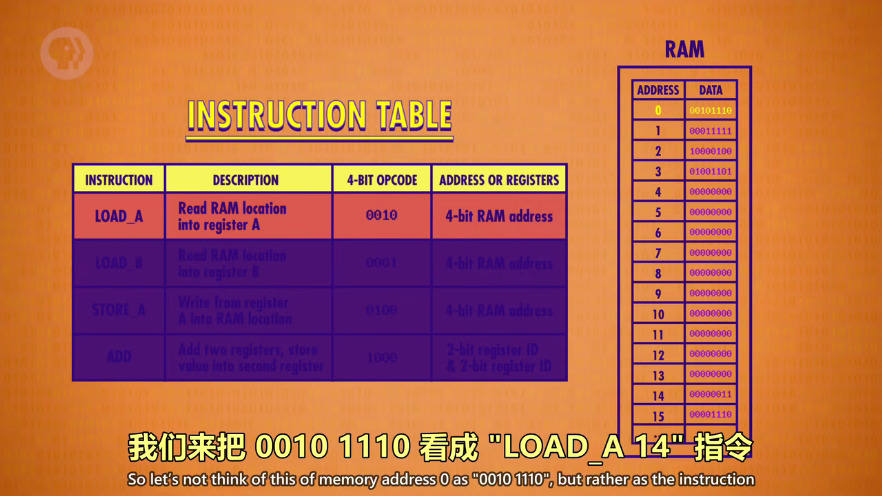 PBS
RAM
INSTRUCTION TABLE
ADDRESS DATA
0 00101110
1 00011111
2 10000100
3 01001101
4 00000000
5 00000000
6 00000000
7 00000000
8 00000000
9 00000000
10 00000000
11 00000000
12 00000000
13 00000000
14 00000011
15 00001110
INSTRUCTION DESCRIPTION 4-BIT OPCODE ADDRESS OR REGISTERS
LOAD_A Read RAM location into register A 0010 4-bit RAM address
LOAD_B Read RAM location into register B 0001 4-bit RAM address
STORE_A Write from register A into RAM location 0100 4-bit RAM address
ADD Add two registers, store value into second register 1000 2-bit register ID & 2-bit register ID
我们来把 0010 1110 看成 "LOAD_A 14" 指令
So let's not think of this of memory address 0 as "0010 1110", but rather as the instruction